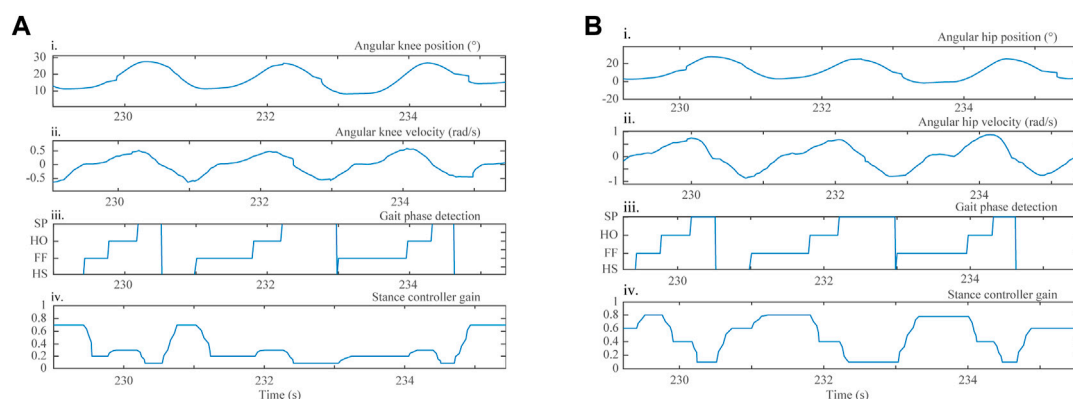 A
i.
Angular knee position (°)
30
20
10
230
232
234
ii.
Angular knee velocity (rad/s)
0.5
0
-0.5
230
232
234
iii.
Gait phase detection
SP
HO
FF
HS
230
232
234
iv.
Stance controller gain
1
0.8
0.6
0.4
0.2
0
230
232
234
Time (s)
B
i.
Angular hip position (°)
20
0
-20
230
232
234
ii.
Angular hip velocity (rad/s)
1
0
-1
230
232
234
iii.
Gait phase detection
SP
HO
FF
HS
230
232
234
iv.
Stance controller gain
1
0.8
0.6
0.4
0.2
0
230
232
234
Time (s)